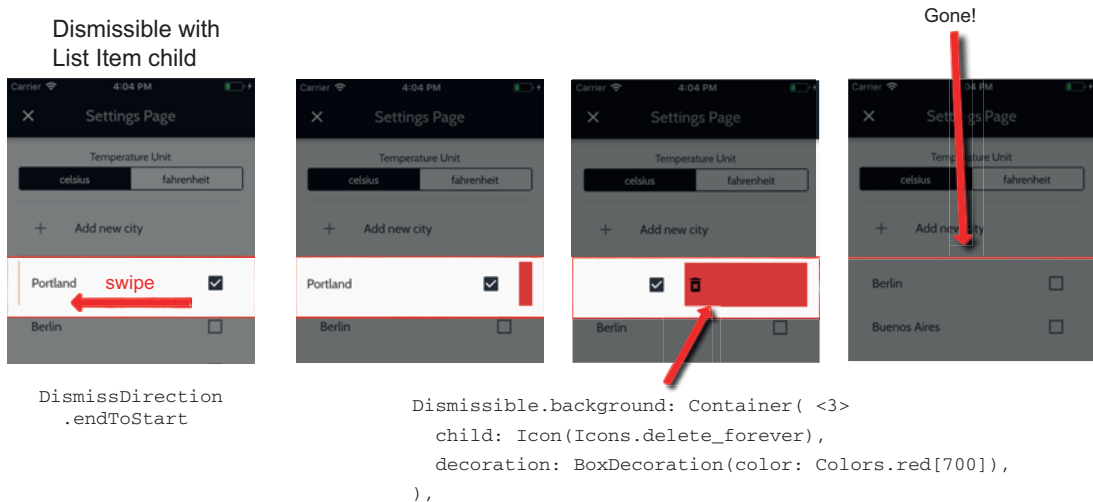 Gone!
Dismissible with
List Item child
Carrier 4:04 PM
Settings Page
Temperature Unit
celsius fahrenheit
+ Add new city
Portland swipe
Berlin
DismissDirection
.endToStart
Carrier 4:04 PM
Settings Page
Temperature Unit
celsius fahrenheit
+ Add new city
Portland
Berlin
Carrier 4:04 PM
Settings Page
Temperature Unit
celsius fahrenheit
+ Add new city
Berlin
Dismissible.background: Container( <3>
child: Icon(Icons.delete_forever),
decoration: BoxDecoration(color: Colors.red[700]),
),
Carrier :04 PM
Settings Page
Temperature Unit
celsius fahrenheit
+ Add new city
Berlin
Buenos Aires